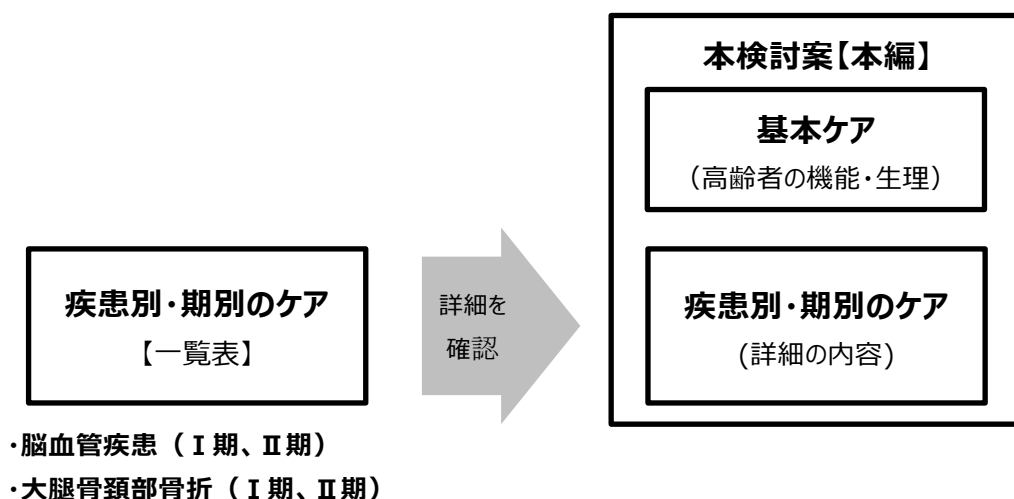 本検討案【本編】
基本ケア
（高齢者の機能・生理）
疾患別・期別のケア
【一覧表】
詳細を
確認
疾患別・期別のケア
(詳細の内容)
・脳血管疾患（Ⅰ期、Ⅱ期）
・大腿骨頚部骨折（Ⅰ期、Ⅱ期）